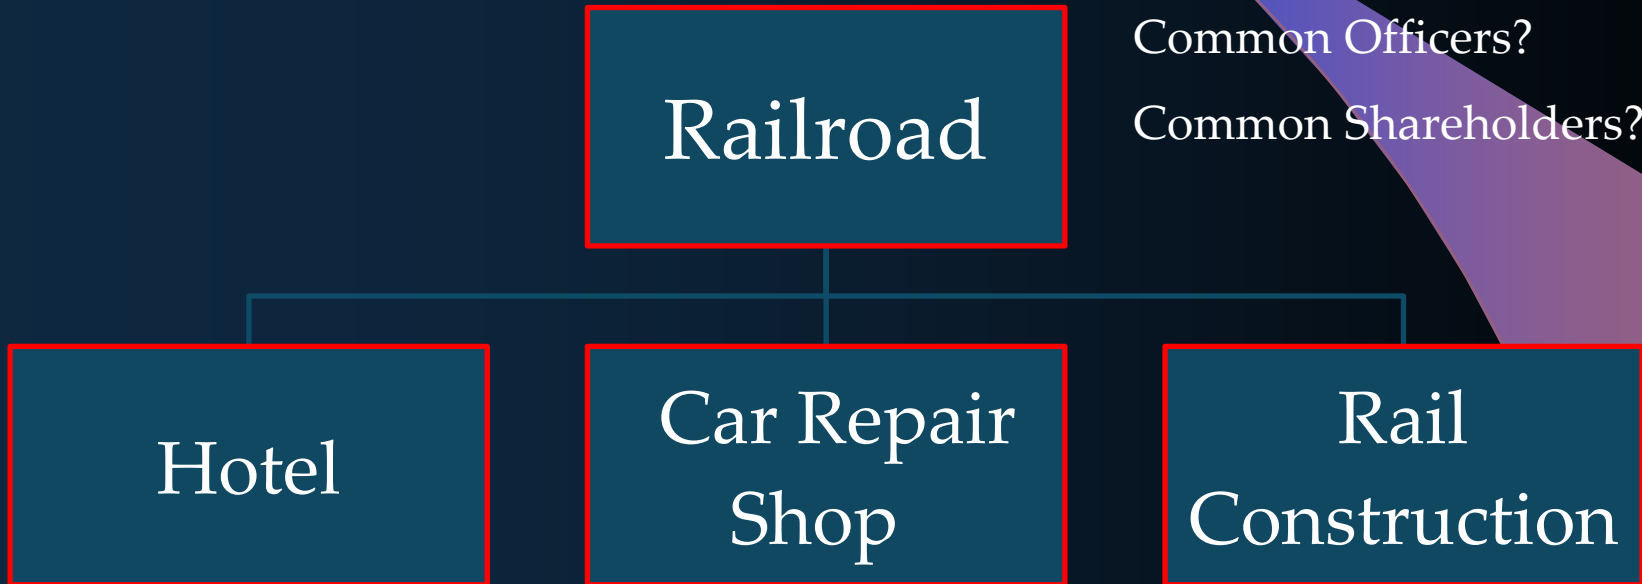 Common Officers?
Railroad
Common Shareholders?
Hotel
Car Repair
Shop
Rail
Construction